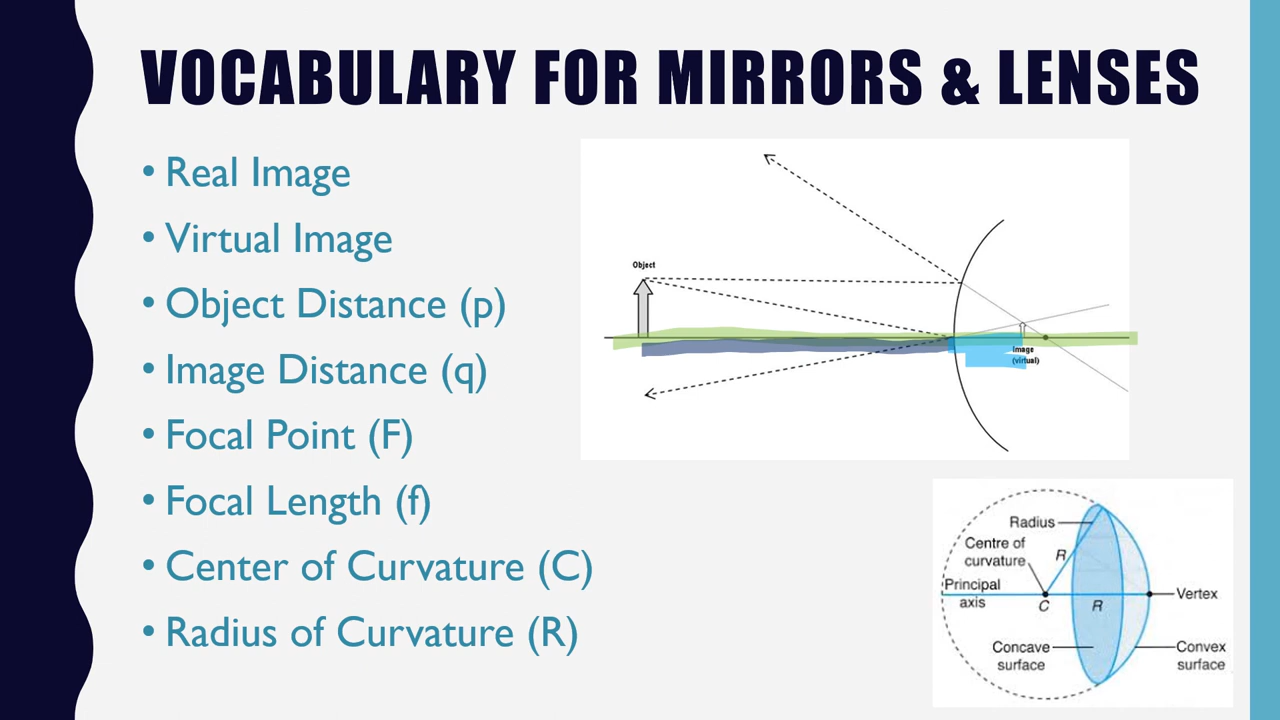 VOCABULARY FOR MIRRORS & LENSES
• Real Image
• Virtual Image
• Object Distance (p)
• Image Distance (q)
• Focal Point (F)
• Focal Length (f)
• Center of Curvature (C)
• Radius of Curvature (R)
Object
Image
(virtual)
Radius
Centre of
curvature
R
Principal
axis
C
R
Vertex
Concave
surface
Convex
surface